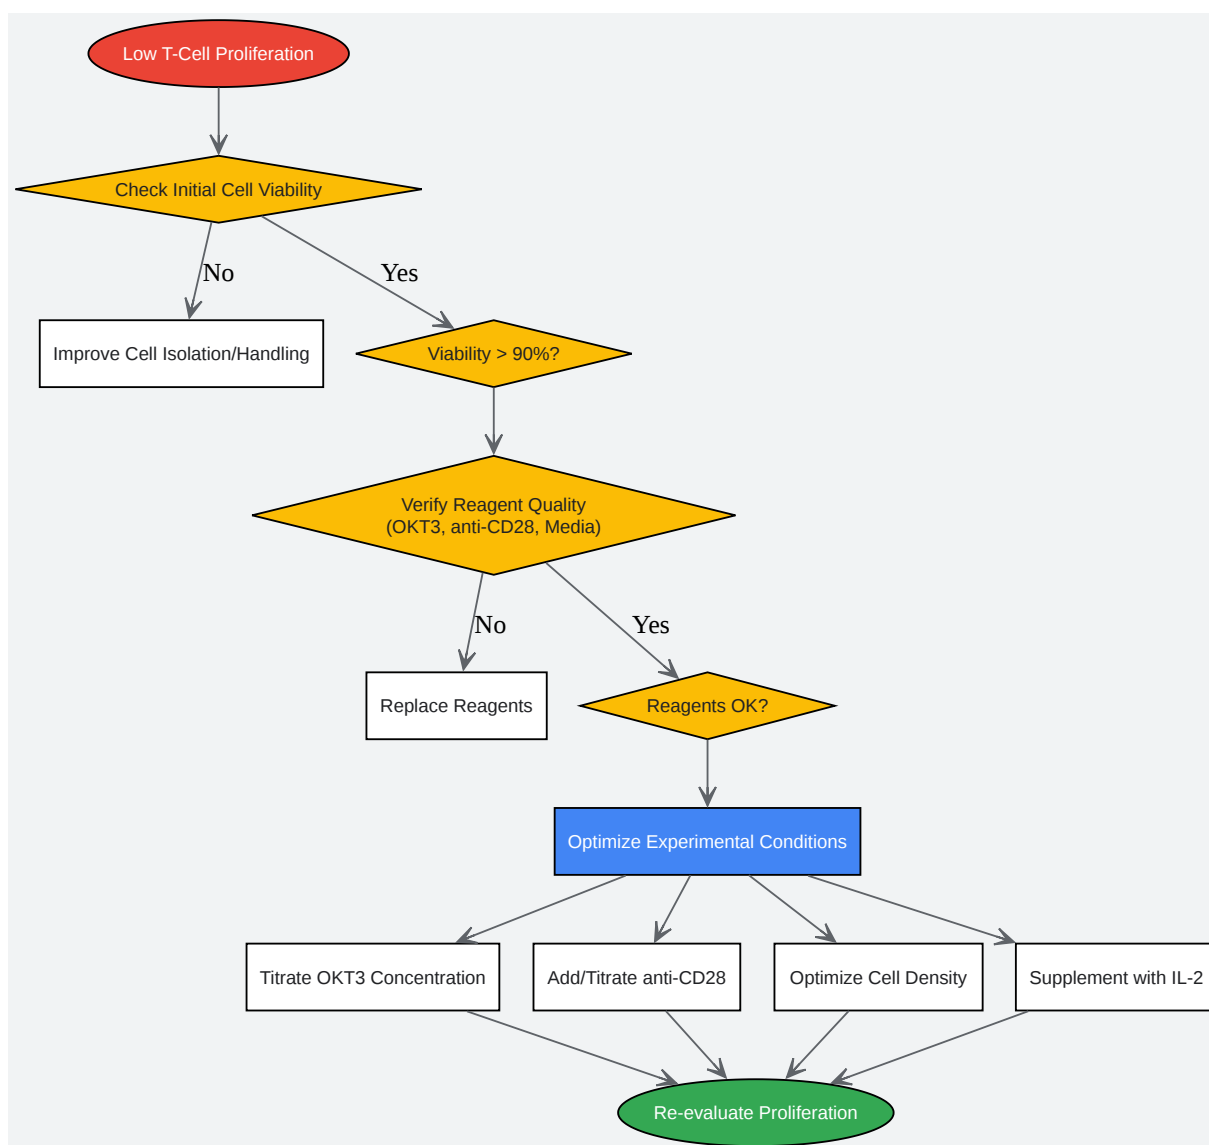 Low T-Cell Proliferation
Check Initial Cell Viability
No
Yes
Improve Cell Isolation/Handling
Viability > 90%?
Verify Reagent Quality
(OKT3, anti-CD28, Media)
No
Yes
Replace Reagents
Reagents OK?
Optimize Experimental Conditions
Titrate OKT3 Concentration
Add/Titrate anti-CD28
Optimize Cell Density
Supplement with IL-2
Re-evaluate Proliferation